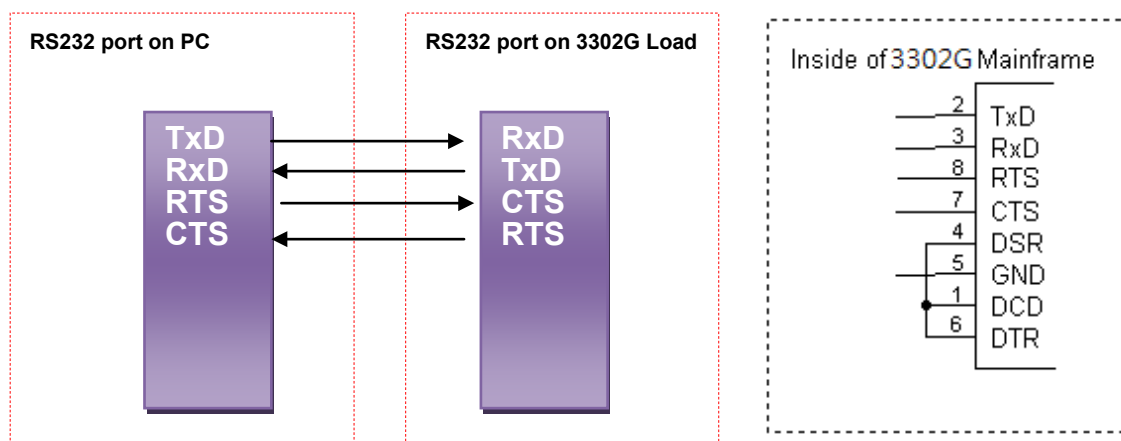 RS232 port on PC
TxD
RxD
RTS
CTS
RS232 port on 3302G Load
RxD
TxD
CTS
RTS
Inside of 3302G Mainframe
2 TxD
3 RxD
8 RTS
7 CTS
4 DSR
5 GND
1 DCD
6 DTR